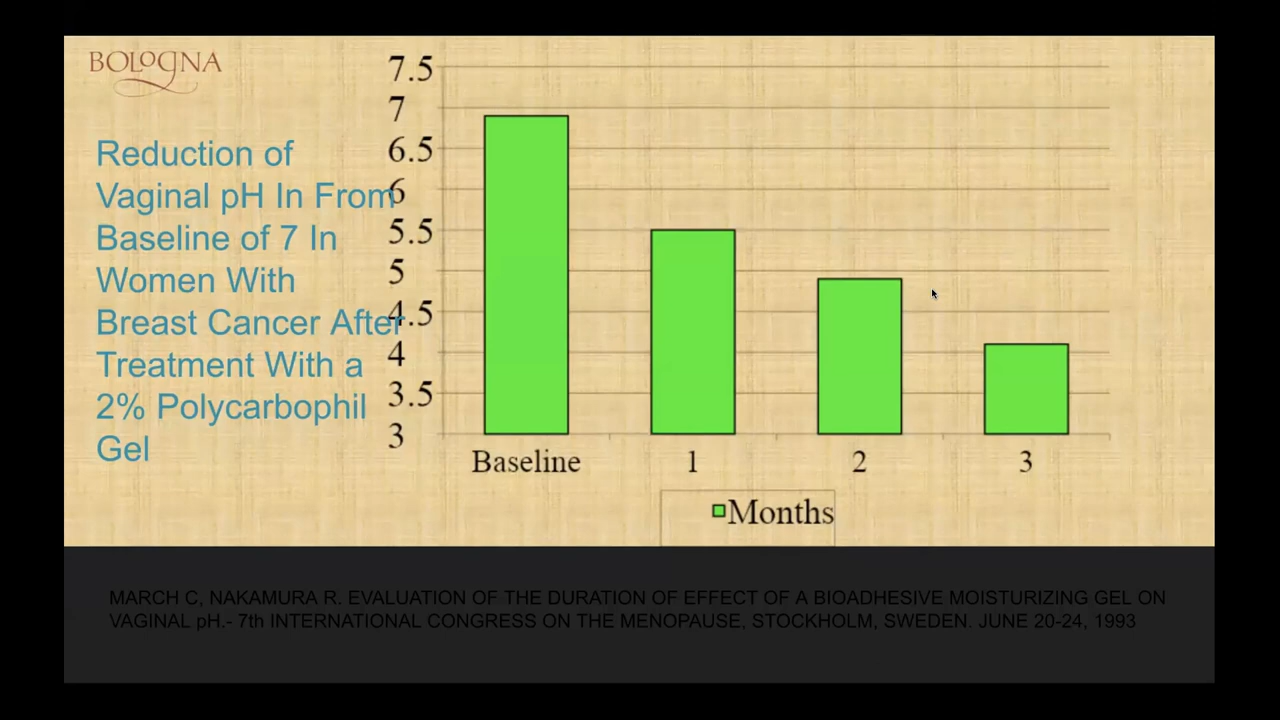 BOLOGNA
Reduction of
Vaginal pH In From
Baseline of 7 In
Women With
Breast Cancer After
Treatment With a
2% Polycarbophil
Gel
7.5
7
6.5
6
5.5
5
4.5
4
3.5
3
Baseline 1 2 3
Months
MARCH C, NAKAMURA R. EVALUATION OF THE DURATION OF EFFECT OF A BIOADHESIVE MOISTURIZING GEL ON
VAGINAL pH.- 7th INTERNATIONAL CONGRESS ON THE MENOPAUSE, STOCKHOLM, SWEDEN. JUNE 20-24, 1993